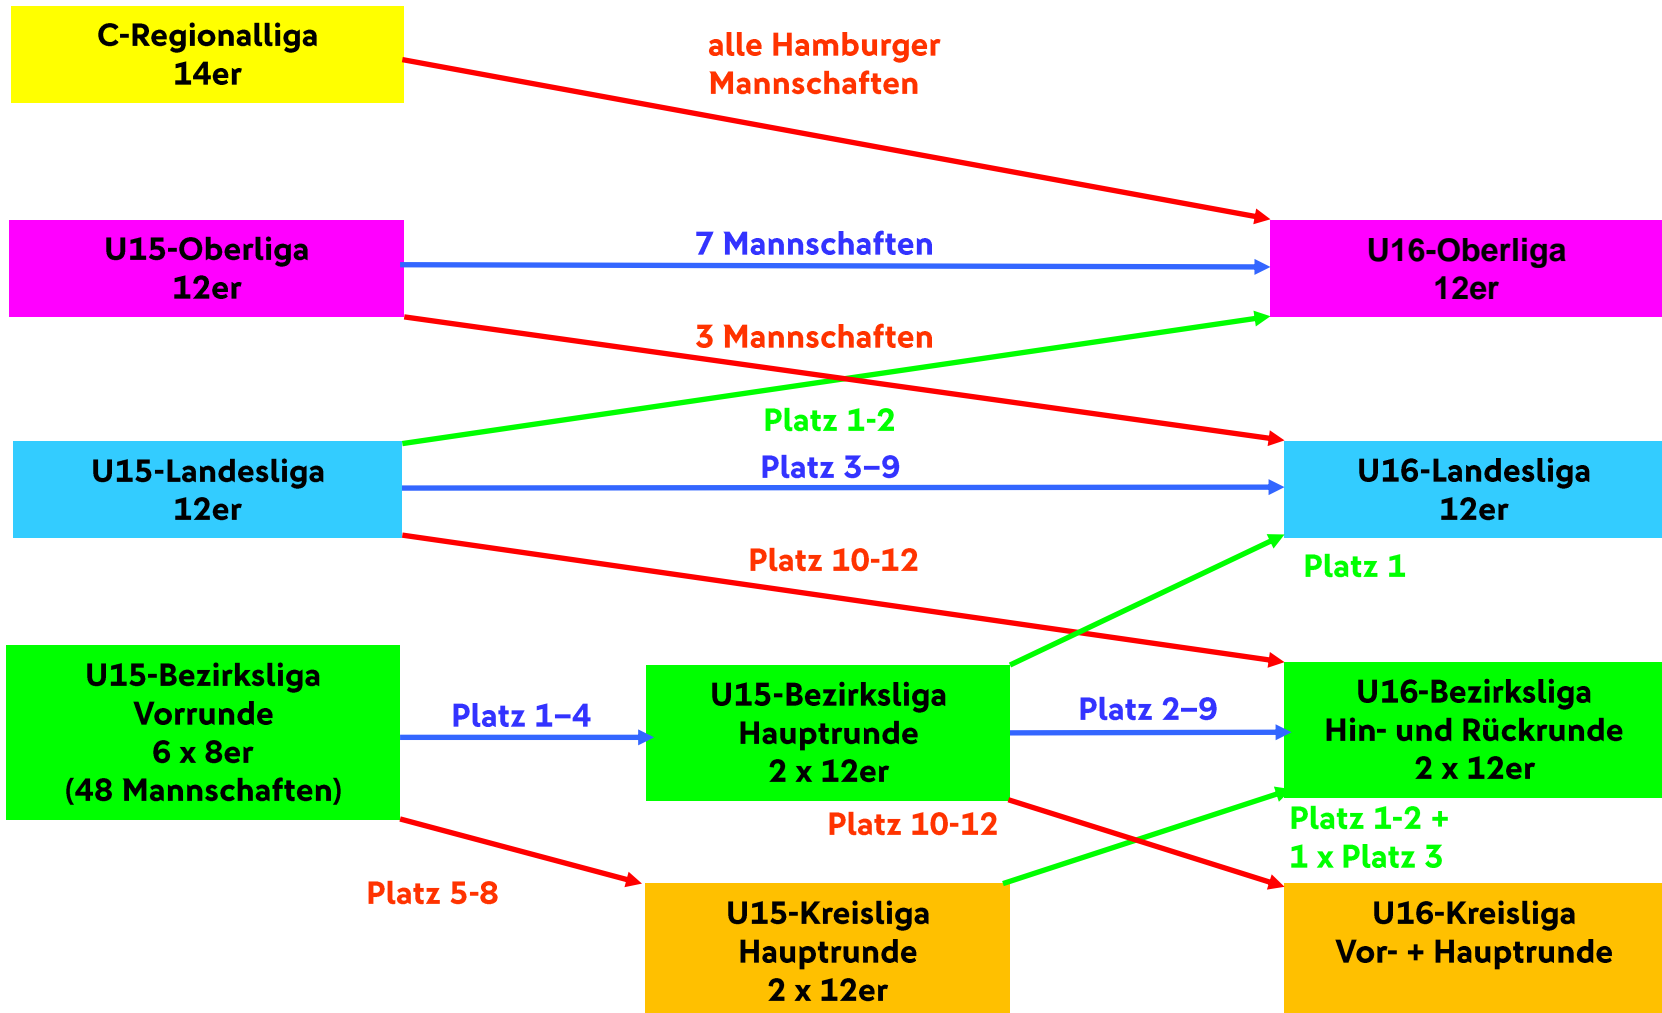 C-Regionalliga
14er
alle Hamburger
Mannschaften
U15-Oberliga
12er
7 Mannschaften
U16-Oberliga
12er
3 Mannschaften
Platz 1-2
U15-Landesliga
12er
Platz 3–9
U16-Landesliga
12er
Platz 10-12
Platz 1
U15-Bezirksliga
Vorrunde
6 x 8er
(48 Mannschaften)
Platz 1–4
U15-Bezirksliga
Hauptrunde
2 x 12er
Platz 2–9
U16-Bezirksliga
Hin- und Rückrunde
2 x 12er
Platz 10-12
Platz 1-2 +
1 x Platz 3
Platz 5-8
U15-Kreisliga
Hauptrunde
2 x 12er
U16-Kreisliga
Vor- + Hauptrunde